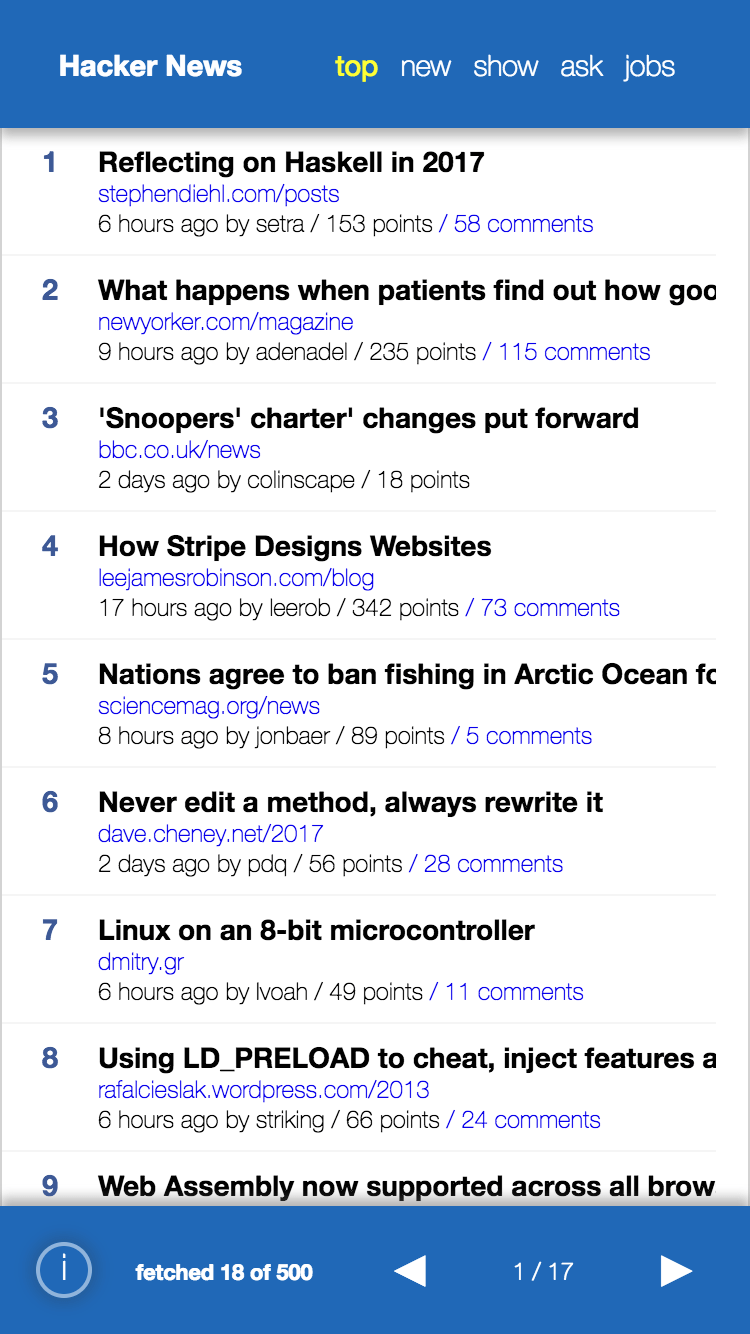 Hacker News top new show ask jobs
1 Reflecting on Haskell in 2017
stephendiehl.com/posts
6 hours ago by setra / 153 points / 58 comments
2 What happens when patients find out how goo
newyorker.com/magazine
9 hours ago by adenadel / 235 points / 115 comments
3 'Snoopers' charter' changes put forward
bbc.co.uk/news
2 days ago by colinscape / 18 points
4 How Stripe Designs Websites
leejamesrobinson.com/blog
17 hours ago by leerob / 342 points / 73 comments
5 Nations agree to ban fishing in Arctic Ocean fo
sciencemag.org/news
8 hours ago by jonbaer / 89 points / 5 comments
6 Never edit a method, always rewrite it
dave.cheney.net/2017
2 days ago by pdq / 56 points / 28 comments
7 Linux on an 8-bit microcontroller
dmitry.gr
6 hours ago by lvoah / 49 points / 11 comments
8 Using LD_PRELOAD to cheat, inject features a
rafalcieslak.wordpress.com/2013
6 hours ago by striking / 66 points / 24 comments
9 Web Assembly now supported across all brow
i fetched 18 of 500 ◀ 1 / 17 ▶